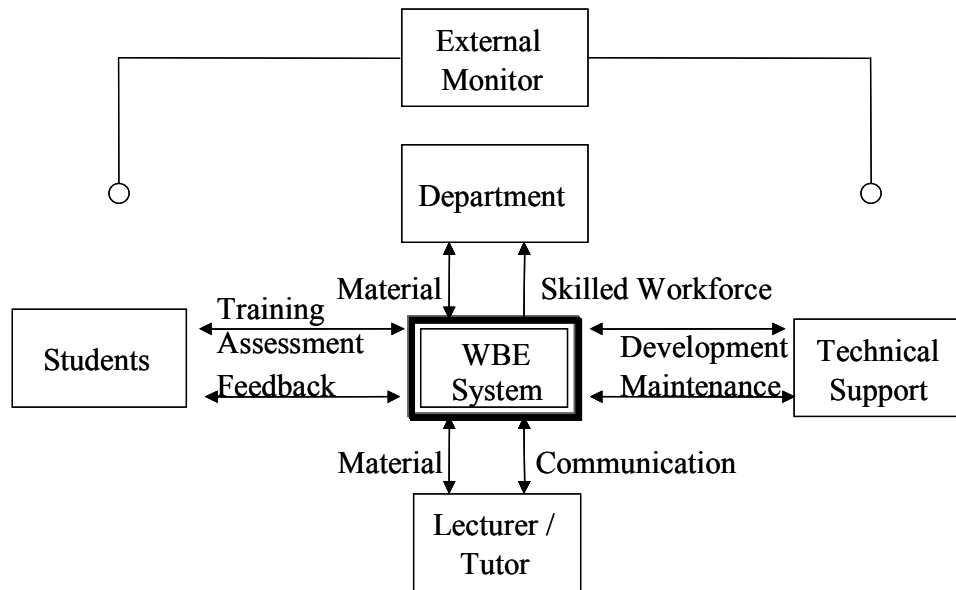 External
Monitor
Department
Material
Skilled Workforce
Training
Assessment
Feedback
Students
WBE
System
Development
Maintenance
Technical
Support
Material
Communication
Lecturer /
Tutor